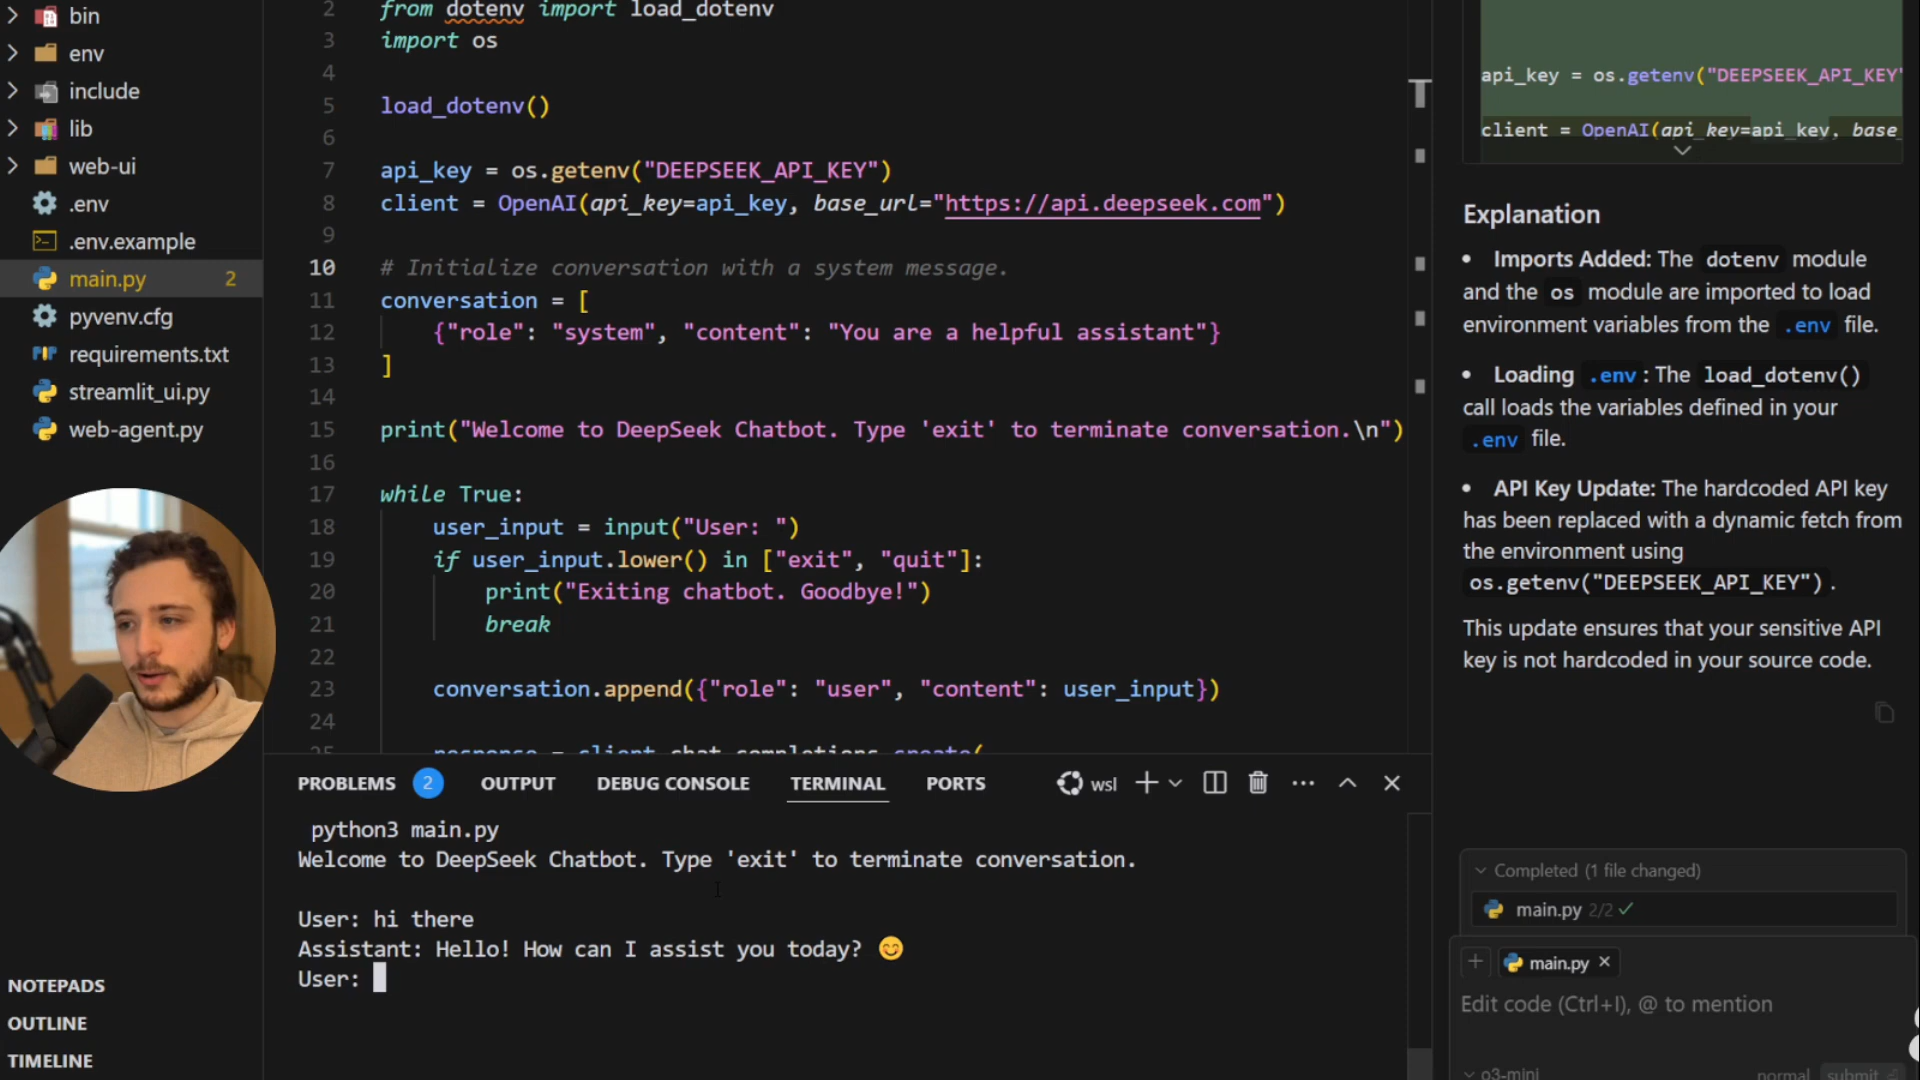 bin
env
include
lib
web-ui
.env
.env.example
main.py 2
pyvenv.cfg
requirements.txt
streamlit_ui.py
web-agent.py
NOTEPADS
OUTLINE
TIMELINE
2 from dotenv import load_dotenv
3 import os
4
5 load_dotenv()
6
7 api_key = os.getenv("DEEPSEEK_API_KEY")
8 client = OpenAI(api_key=api_key, base_url="https://api.deepseek.com")
9
10 # Initialize conversation with a system message.
11 conversation = [
12 {"role": "system", "content": "You are a helpful assistant"}
13 ]
14
15 print("Welcome to DeepSeek Chatbot. Type 'exit' to terminate conversation.\n")
16
17 while True:
18 user_input = input("User: ")
19 if user_input.lower() in ["exit", "quit"]:
20 print("Exiting chatbot. Goodbye!")
21 break
22
23 conversation.append({"role": "user", "content": user_input})
24
25 response = client.chat.completions.create(
PROBLEMS 2 OUTPUT DEBUG CONSOLE TERMINAL PORTS wsl
python3 main.py
Welcome to DeepSeek Chatbot. Type 'exit' to terminate conversation.
User: hi there
Assistant: Hello! How can I assist you today? 😊
User:
api_key = os.getenv("DEEPSEEK_API_KEY"
client = OpenAI(api_key=api_key, base_
Explanation
• Imports Added: The dotenv module
and the os module are imported to load
environment variables from the .env file.
• Loading .env : The load_dotenv()
call loads the variables defined in your
.env file.
• API Key Update: The hardcoded API key
has been replaced with a dynamic fetch from
the environment using
os.getenv("DEEPSEEK_API_KEY") .
This update ensures that your sensitive API
key is not hardcoded in your source code.
Completed (1 file changed)
main.py 2/2 ✓
+ main.py ×
Edit code (Ctrl+I), @ to mention
o3-mini normal submit